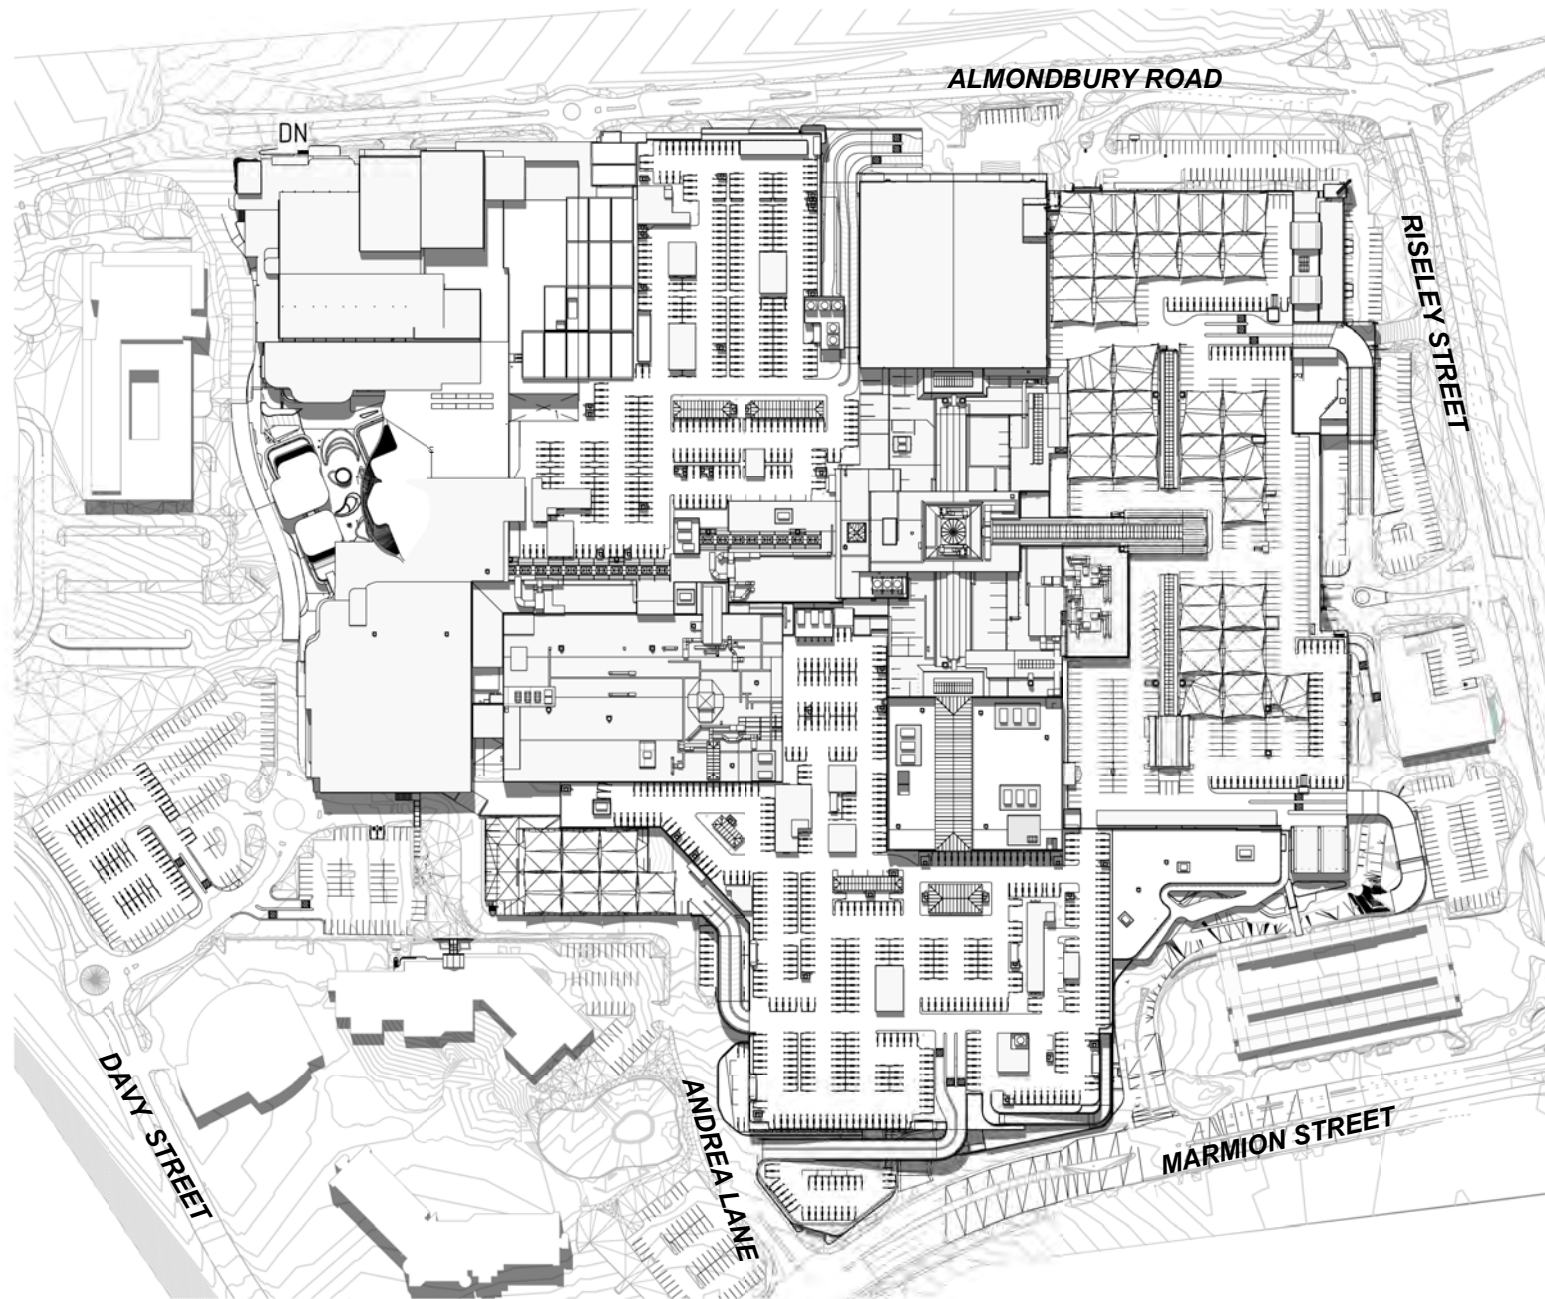 ALMONDBURY ROAD
DN
RISELEY STREET
DAVY STREET
ANDREA LANE
MARMION STREET